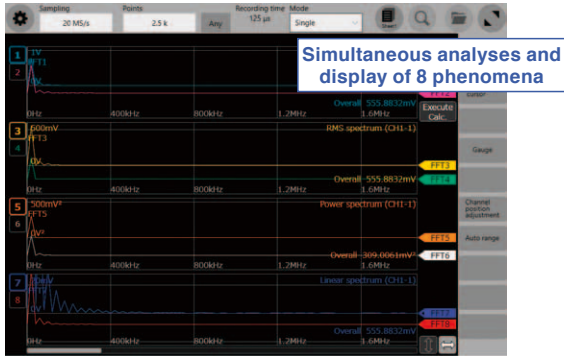 Sampling
20 MS/s
Points
2.5 k
Any
Recording time
125 µs
Mode
Single
Simultaneous analyses and
display of 8 phenomena
1
1V
FFT1
2
0V
Overall 555.8832mV
0Hz 400kHz 800kHz 1.2MHz 1.6MHz
FFT2
Execute
Calc.
Cursor
3
600mV
RMS spectrum (CH1-1)
FFT3
4
0V
FFT3
Overall 555.8832mV
FFT4
0Hz 400kHz 800kHz 1.2MHz 1.6MHz
Gauge
5
500mV²
Power spectrum (CH1-1)
FFT5
6
0V²
FFT5
Overall 309.0061mV²
FFT6
0Hz 400kHz 800kHz 1.2MHz 1.6MHz
Channel
position
adjustment
Auto range
7
Linear spectrum (CH1-1)
8
FFT7
Overall 555.8832mV
FFT8
0Hz 400kHz 800kHz 1.2MHz 1.6MHz